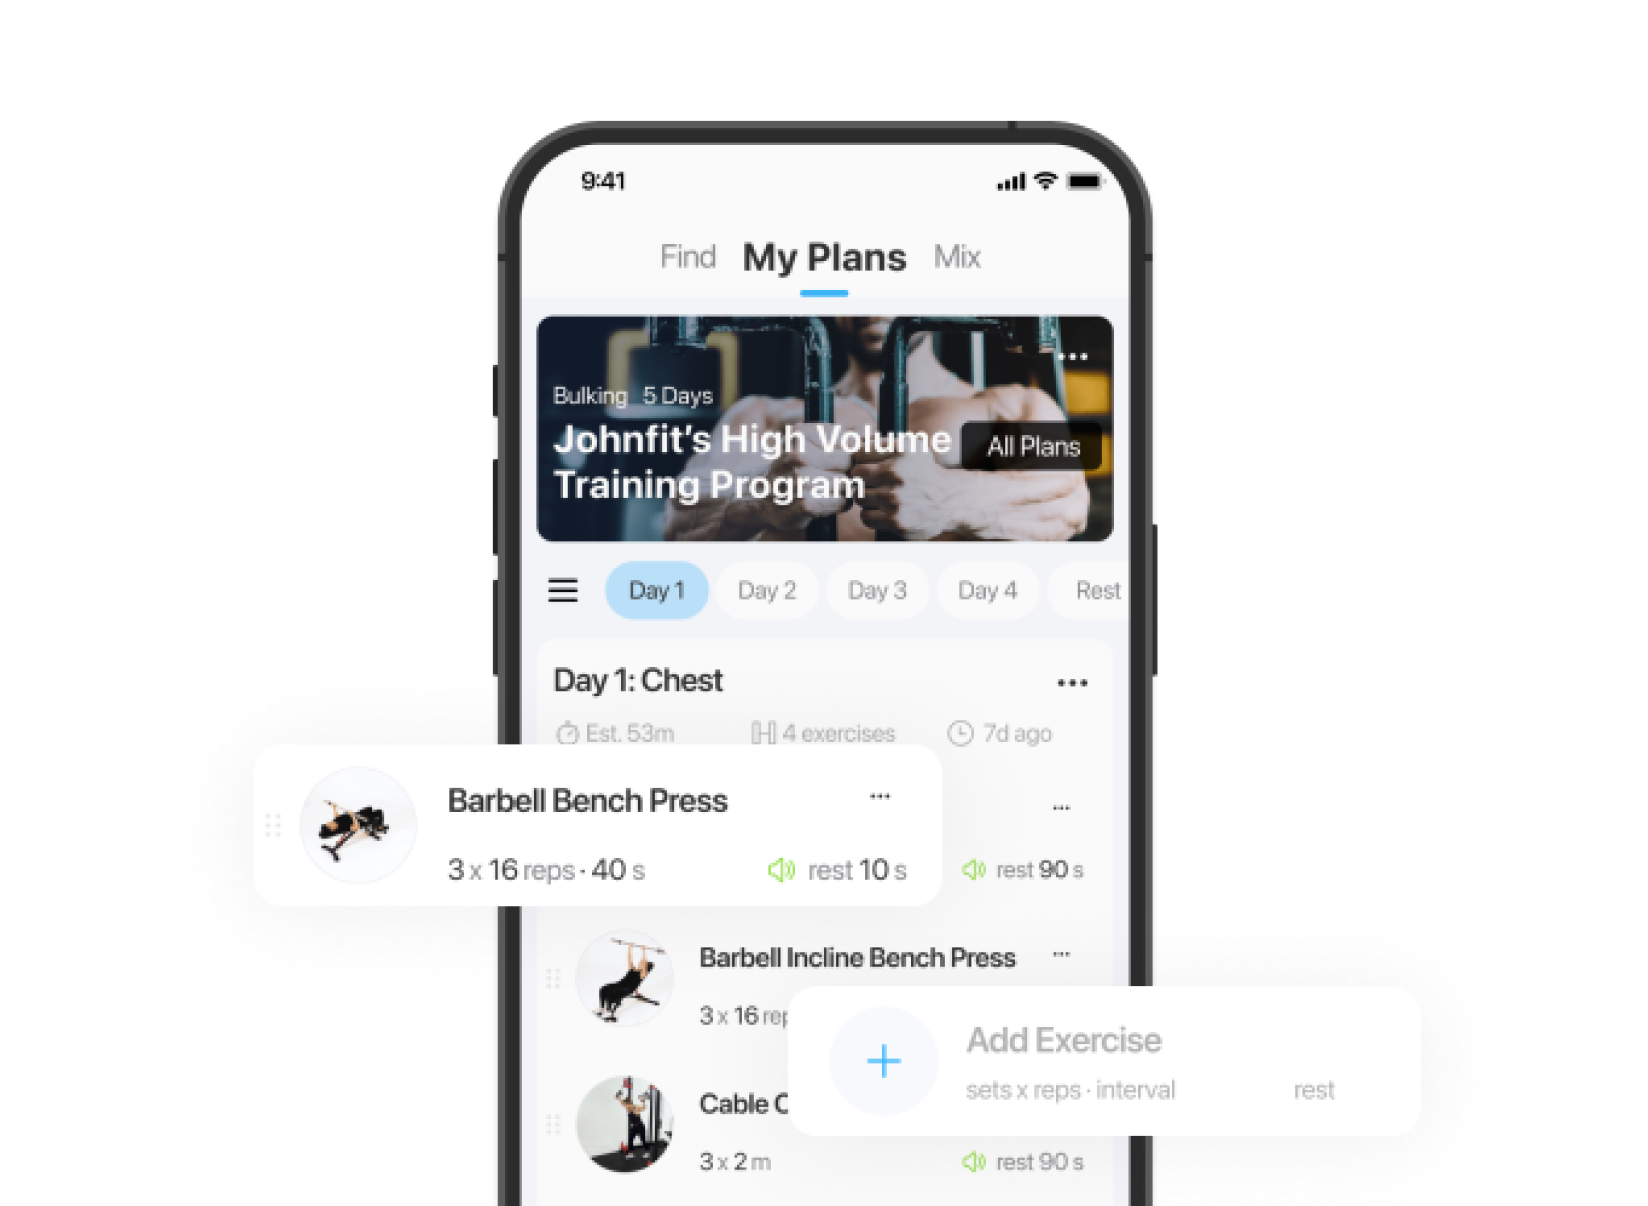 9:41
Find My Plans Mix
Bulking 5 Days
Johnfit's High Volume
Training Program
All Plans
Day 1 Day 2 Day 3 Day 4 Rest
Day 1: Chest
Est. 53m 4 exercises 7d ago
Barbell Bench Press
3 x 16 reps · 40 s rest 10 s
rest 90 s
Barbell Incline Bench Press
3 x 16 rep
Add Exercise
sets x reps · interval rest
Cable C
3 x 2 m rest 90 s